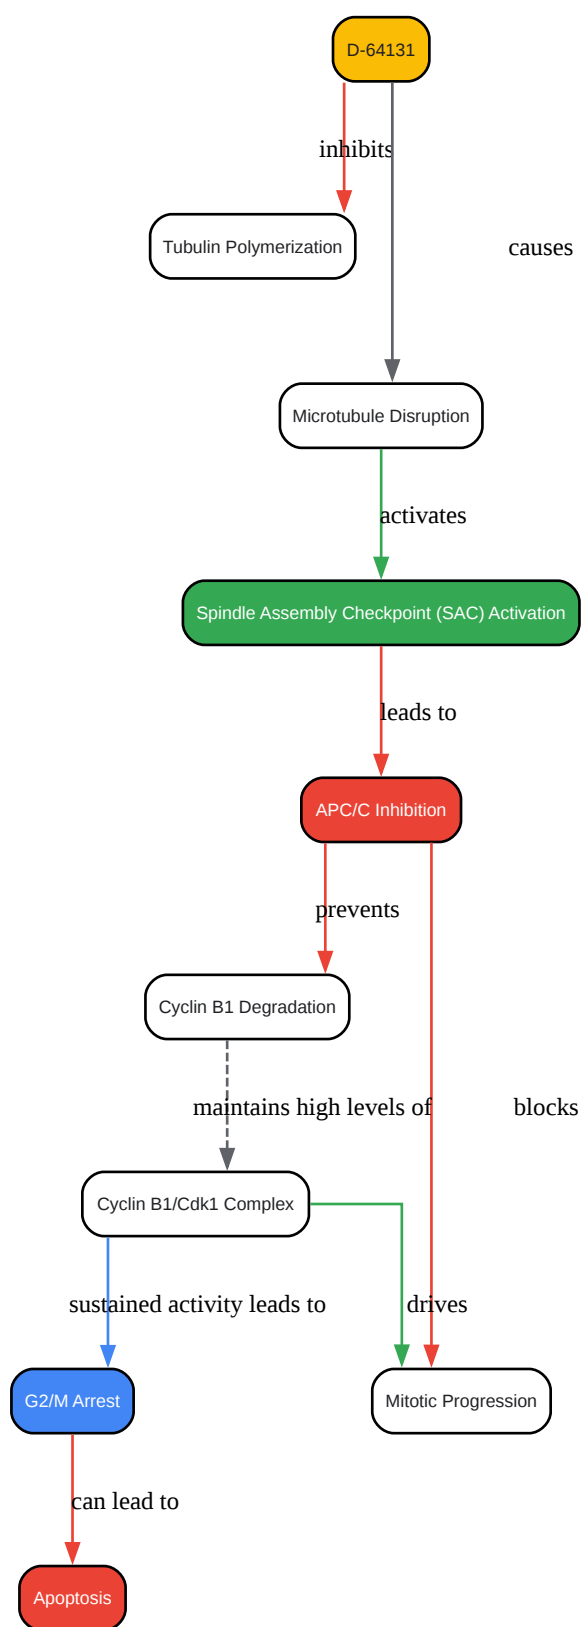 D-64131
inhibits
Tubulin Polymerization
causes
Microtubule Disruption
activates
Spindle Assembly Checkpoint (SAC) Activation
leads to
APC/C Inhibition
prevents
Cyclin B1 Degradation
maintains high levels of
blocks
Cyclin B1/Cdk1 Complex
sustained activity leads to
drives
G2/M Arrest
Mitotic Progression
can lead to
Apoptosis